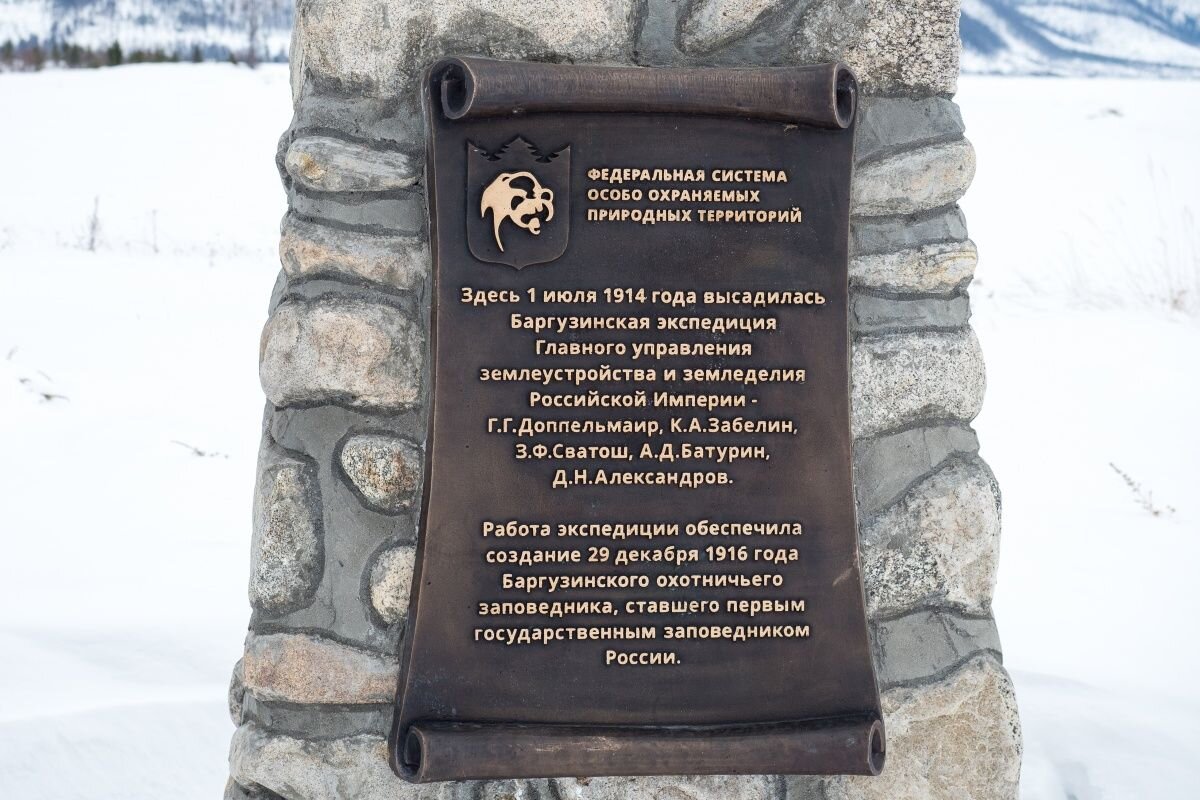 ФЕДЕРАЛЬНАЯ СИСТЕМА
ОСОБО ОХРАНЯЕМЫХ
ПРИРОДНЫХ ТЕРРИТОРИЙ
Здесь 1 июля 1914 года высадилась
Баргузинская экспедиция
Главного управления
землеустройства и земледелия
Российской Империи -
Г.Г.Доппельмаир, К.А.Забелин,
З.Ф.Сватош, А.Д.Батурин,
Д.Н.Александров.
Работа экспедиции обеспечила
создание 29 декабря 1916 года
Баргузинского охотничьего
заповедника, ставшего первым
государственным заповедником
России.